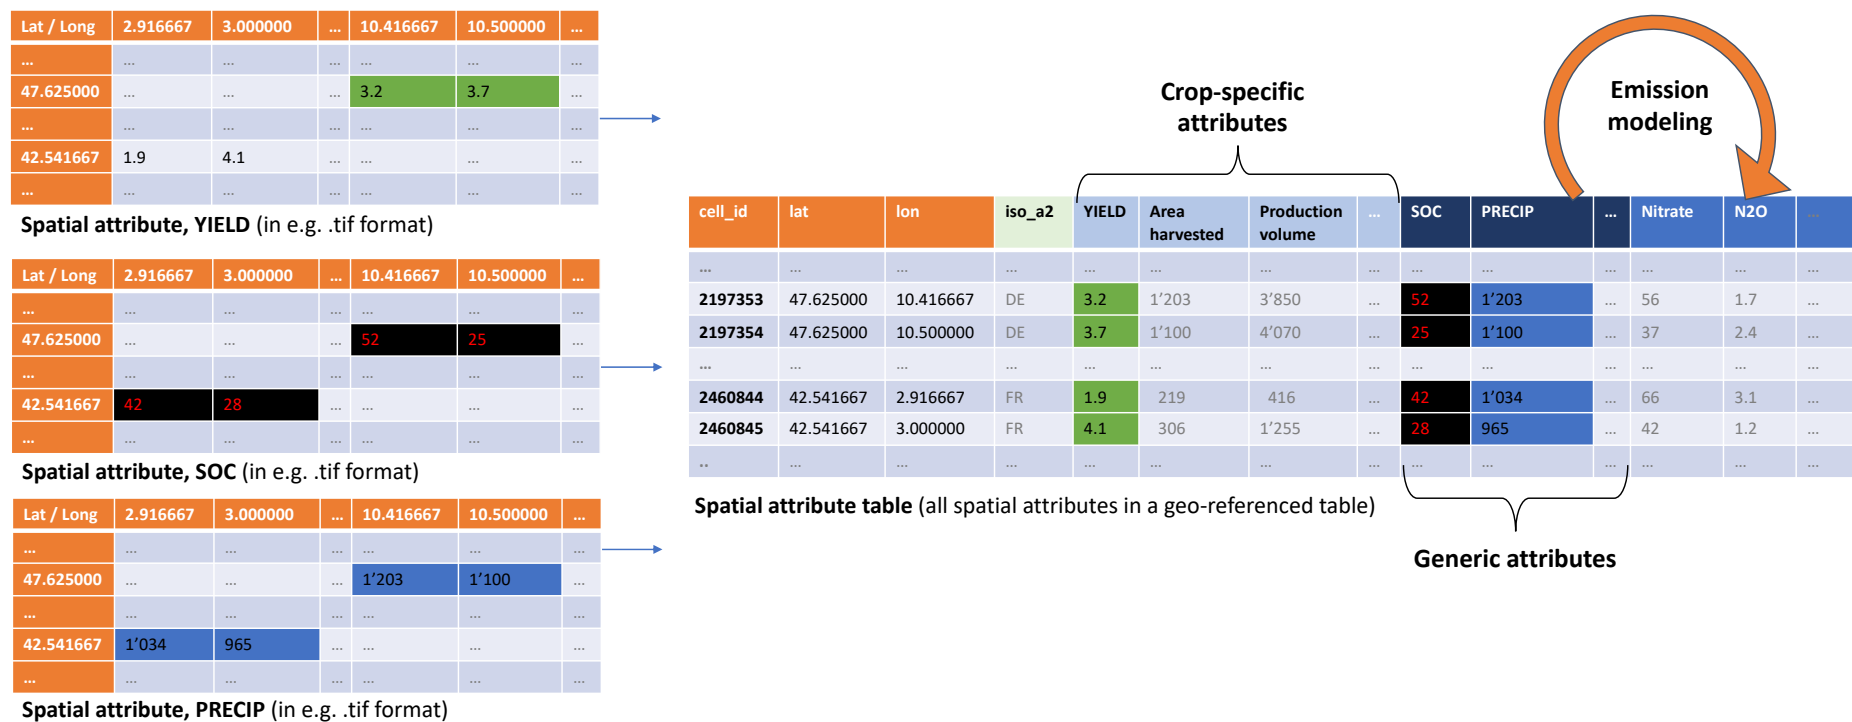 Lat / Long 2.916667 3.000000 ... 10.416667 10.500000 ...
... ... ... ... ... ... ...
47.625000 ... ... ... 3.2 3.7 ...
... ... ... ... ... ... ...
42.541667 1.9 4.1 ... ... ... ...
... ... ... ... ... ... ...
Spatial attribute, YIELD (in e.g. .tif format)
Lat / Long 2.916667 3.000000 ... 10.416667 10.500000 ...
... ... ... ... ... ... ...
47.625000 ... ... ... 52 25 ...
... ... ... ... ... ... ...
42.541667 42 28 ... ... ... ...
... ... ... ... ... ... ...
Spatial attribute, SOC (in e.g. .tif format)
Lat / Long 2.916667 3.000000 ... 10.416667 10.500000 ...
... ... ... ... ... ... ...
47.625000 ... ... ... 1’203 1’100 ...
... ... ... ... ... ... ...
42.541667 1’034 965 ... ... ... ...
... ... ... ... ... ... ...
Spatial attribute, PRECIP (in e.g. .tif format)
Crop-specific
attributes
Emission
modeling
cell_id lat lon iso_a2 YIELD Area Production ... SOC PRECIP ... Nitrate N2O ...
harvested volume
... ... ... ... ... ... ... ... ... ... ... ... ... ...
2197353 47.625000 10.416667 DE 3.2 1’203 3’850 ... 52 1’203 ... 56 1.7 ...
2197354 47.625000 10.500000 DE 3.7 1’100 4’070 ... 25 1’100 ... 37 2.4 ...
... ... ... ... ... ... ... ... ... ... ... ... ... ...
2460844 42.541667 2.916667 FR 1.9 219 416 ... 42 1’034 ... 66 3.1 ...
2460845 42.541667 3.000000 FR 4.1 306 1’255 ... 28 965 ... 42 1.2 ...
.. ... ... ... ... ... ... ... ... ... ... ... ... ...
Spatial attribute table (all spatial attributes in a geo-referenced table)
Generic attributes